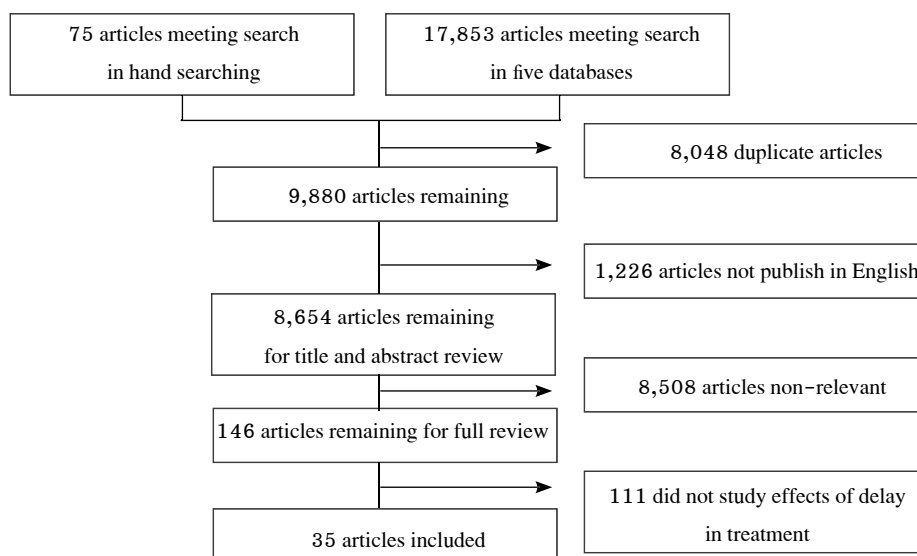 75 articles meeting search
in hand searching
17,853 articles meeting search
in five databases
8,048 duplicate articles
9,880 articles remaining
1,226 articles not publish in English
8,654 articles remaining
for title and abstract review
8,508 articles non-relevant
146 articles remaining for full review
111 did not study effects of delay
in treatment
35 articles included